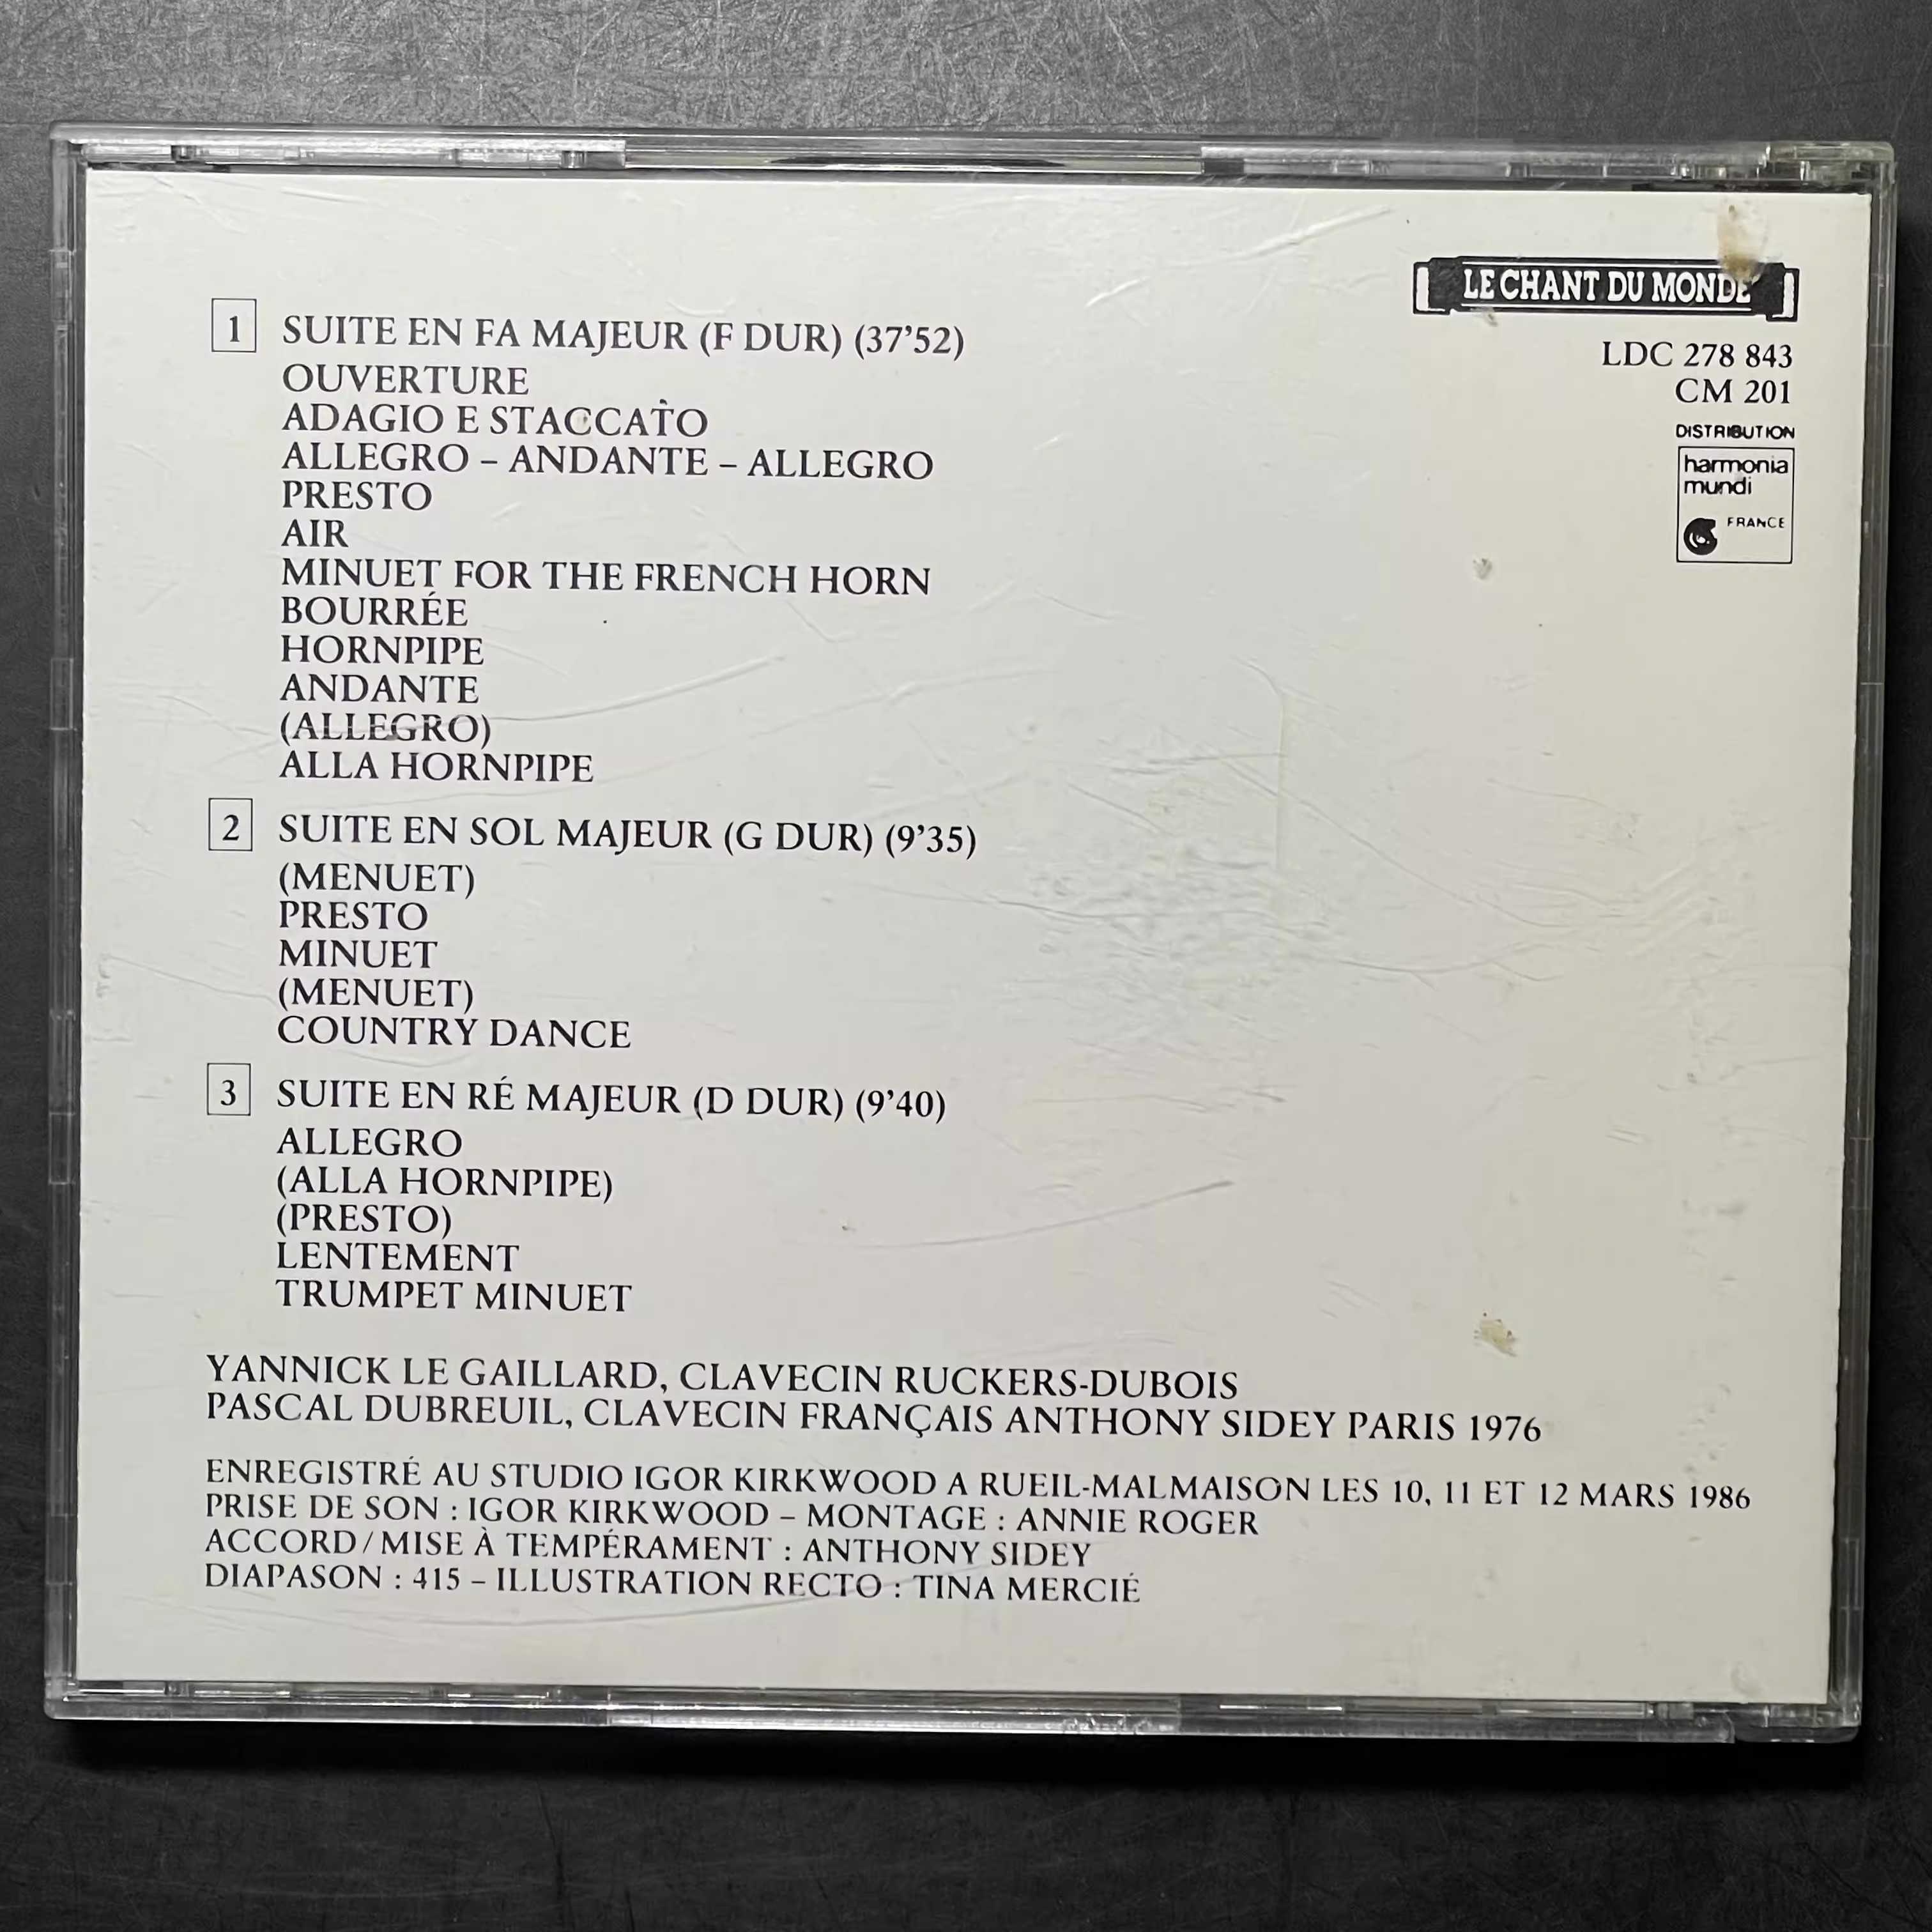 LE CHANT DU MONDE
LDC 278 843
CM 201
DISTRIBUTION
harmonia
mundi
FRANCE
1 SUITE EN FA MAJEUR (F DUR) (37'52)
OUVERTURE
ADAGIO E STACCATO
ALLEGRO – ANDANTE – ALLEGRO
PRESTO
AIR
MINUET FOR THE FRENCH HORN
BOURRÉE
HORNPIPE
ANDANTE
(ALLEGRO)
ALLA HORNPIPE
2 SUITE EN SOL MAJEUR (G DUR) (9'35)
(MENUET)
PRESTO
MINUET
(MENUET)
COUNTRY DANCE
3 SUITE EN RÉ MAJEUR (D DUR) (9'40)
ALLEGRO
(ALLA HORNPIPE)
(PRESTO)
LENTEMENT
TRUMPET MINUET
YANNICK LE GAILLARD, CLAVECIN RUCKERS-DUBOIS
PASCAL DUBREUIL, CLAVECIN FRANÇAIS ANTHONY SIDEY PARIS 1976
ENREGISTRÉ AU STUDIO IGOR KIRKWOOD A RUEIL-MALMAISON LES 10, 11 ET 12 MARS 1986
PRISE DE SON : IGOR KIRKWOOD – MONTAGE : ANNIE ROGER
ACCORD/MISE À TEMPÉRAMENT : ANTHONY SIDEY
DIAPASON : 415 – ILLUSTRATION RECTO : TINA MERCIÉ